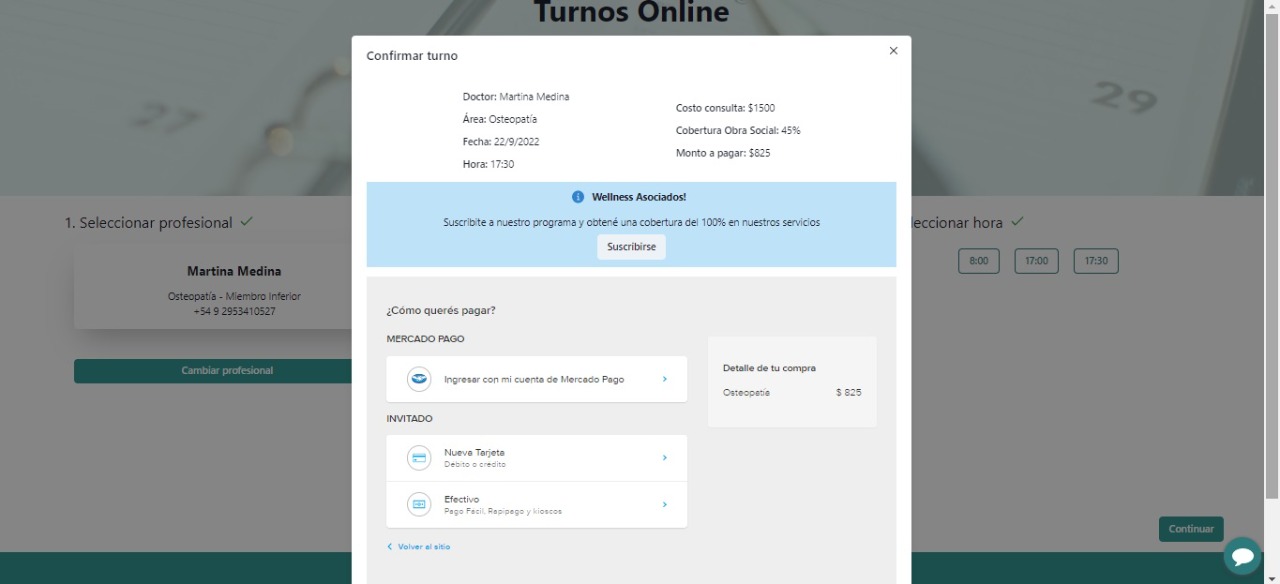 Turnos Online
Confirmar turno
Doctor: Martina Medina
Área: Osteopatía
Fecha: 22/9/2022
Hora: 17:30
Costo consulta: $1500
Cobertura Obra Social: 45%
Monto a pagar: $825
Wellness Asociados!
Suscribite a nuestro programa y obtené una cobertura del 100% en nuestros servicios
Suscribirse
27
29
1. Seleccionar profesional
Martina Medina
Osteopatía - Miembro Inferior
+54 9 2953410527
Cambiar profesional
hora
8:00
17:00
17:30
¿Cómo querés pagar?
MERCADO PAGO
Ingresar con mi cuenta de Mercado Pago
INVITADO
Nueva Tarjeta
Débito o crédito
Efectivo
Pago Fácil, Rapipago y kioscos
Volver al sitio
Detalle de tu compra
Osteopatía $ 825
Continuar